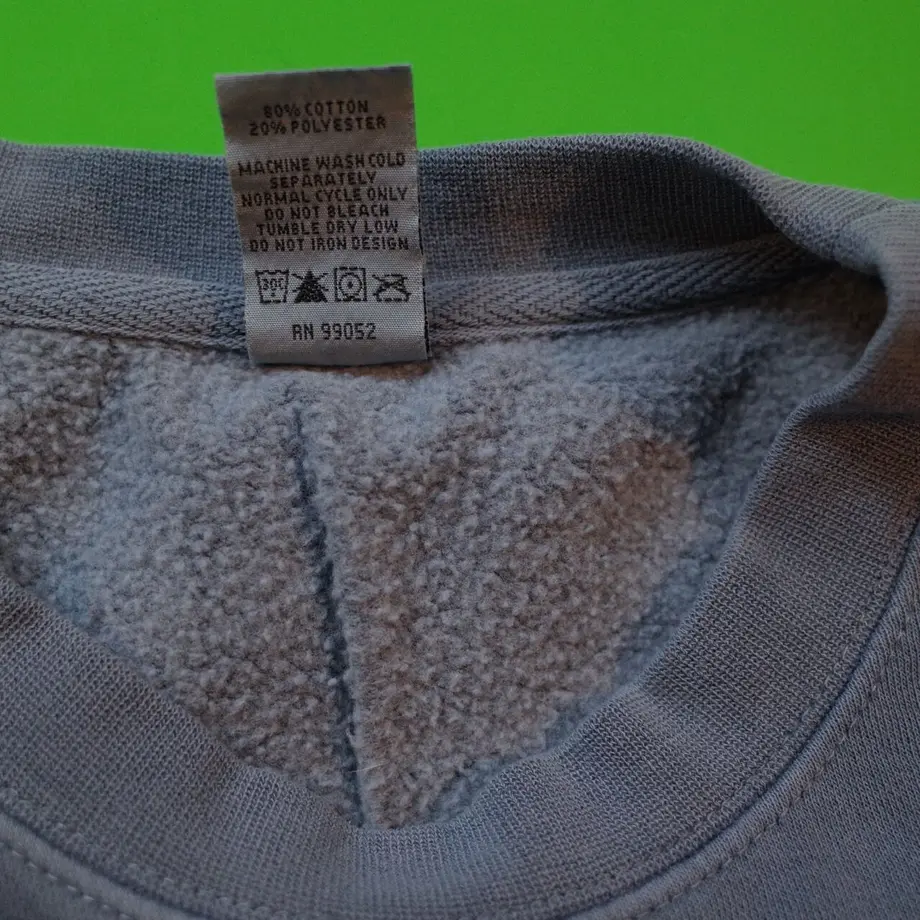 80% COTTON
20% POLYESTER
MACHINE WASH COLD
SEPARATELY
NORMAL CYCLE ONLY
DO NOT BLEACH
TUMBLE DRY LOW
DO NOT IRON DESIGN
30C
RN 99052